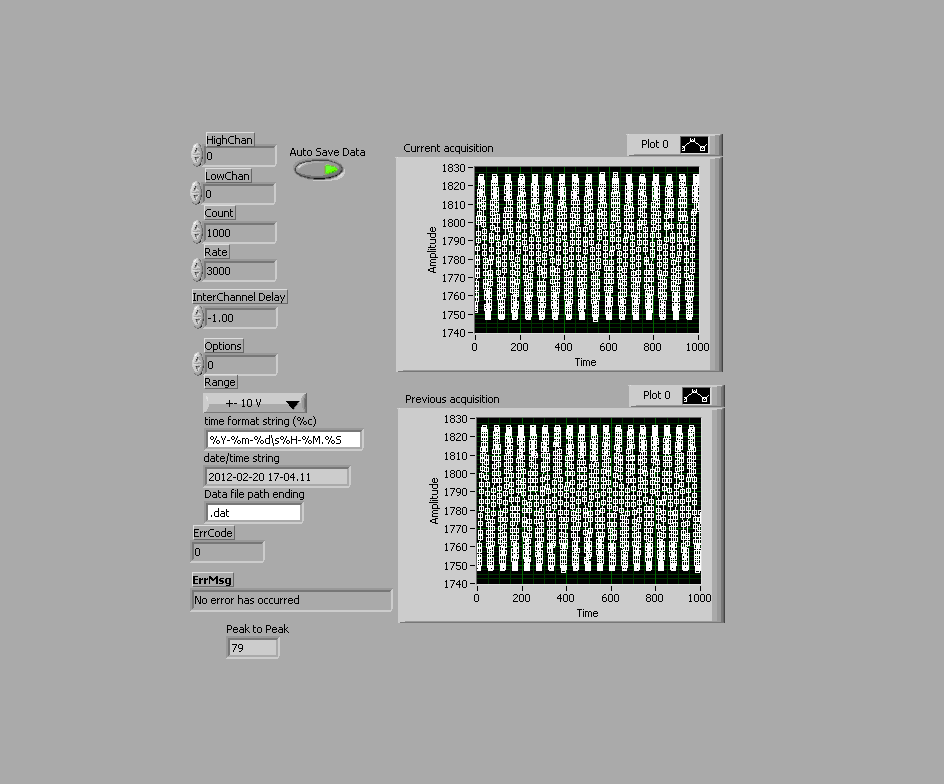 HighChan
0
Auto Save Data
LowChan
0
Count
1000
Rate
3000
InterChannel Delay
-1.00
Options
0
Range
+- 10 V
time format string (%c)
%Y-%m-%d\s%H-%M.%S
date/time string
2012-02-20 17-04.11
Data file path ending
.dat
ErrCode
0
ErrMsg
No error has occurred
Peak to Peak
79
Current acquisition
Plot 0
Amplitude
1830
1820
1810
1800
1790
1780
1770
1760
1750
1740
0 200 400 600 800 1000
Time
Previous acquisition
Plot 0
Amplitude
1830
1820
1810
1800
1790
1780
1770
1760
1750
1740
0 200 400 600 800 1000
Time